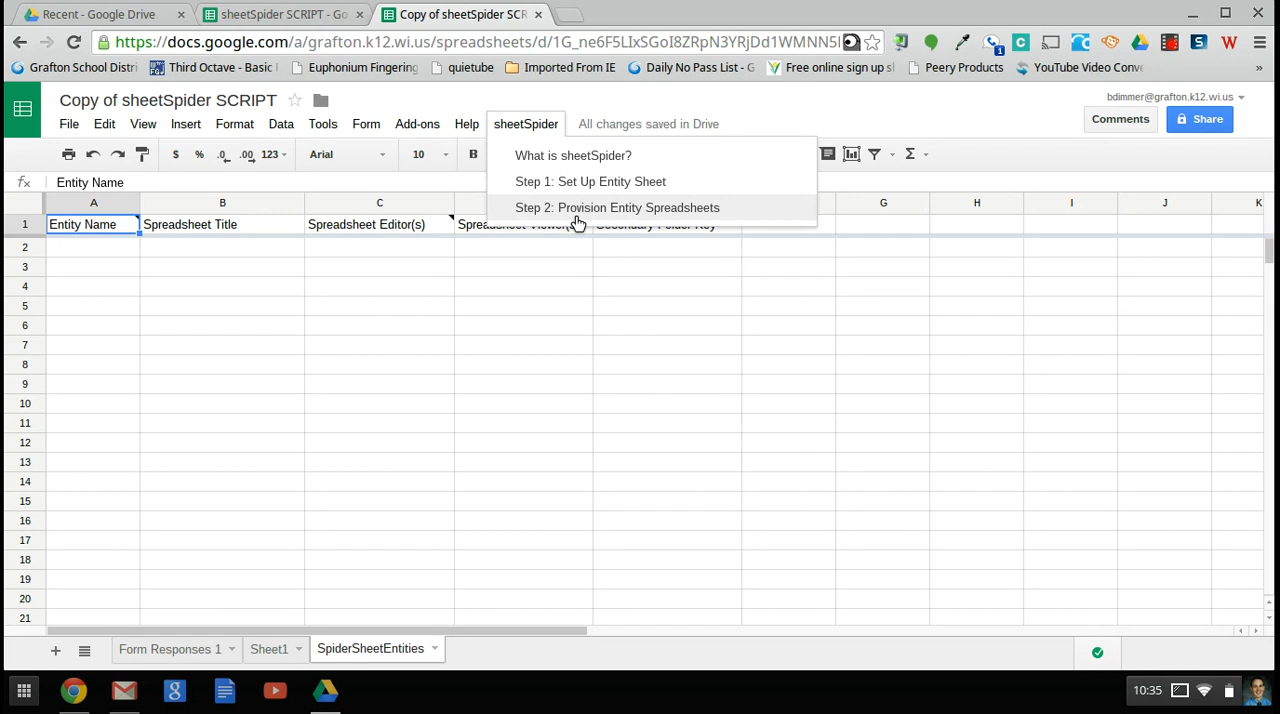 Recent - Google Drive
sheetSpider SCRIPT - Go
Copy of sheetSpider SCR
https://docs.google.com/a/grafton.k12.wi.us/spreadsheets/d/1G_ne6F5LIxSGoI8ZRpN3YRjDd1WMNN5
Grafton School Distri
Third Octave - Basic
Euphonium Fingering
quietube
Imported From IE
Daily No Pass List - G
Free online sign up s
Peery Products
YouTube Video Conv
»
Copy of sheetSpider SCRIPT
bdimmer@grafton.k12.wi.us
Comments
Share
File Edit View Insert Format Data Tools Form Add-ons Help sheetSpider All changes saved in Drive
$ % .0 .00 123 Arial 10 B Σ
What is sheetSpider?
Step 1: Set Up Entity Sheet
Step 2: Provision Entity Spreadsheets
fx Entity Name
A B C G H I J K
1 Entity Name Spreadsheet Title Spreadsheet Editor(s) Spreadsheet Viewer(s) Secondary Folder Key
2
3
4
5
6
7
8
9
10
11
12
13
14
15
16
17
18
19
20
21
Form Responses 1 Sheet1 SpiderSheetEntities
10:35